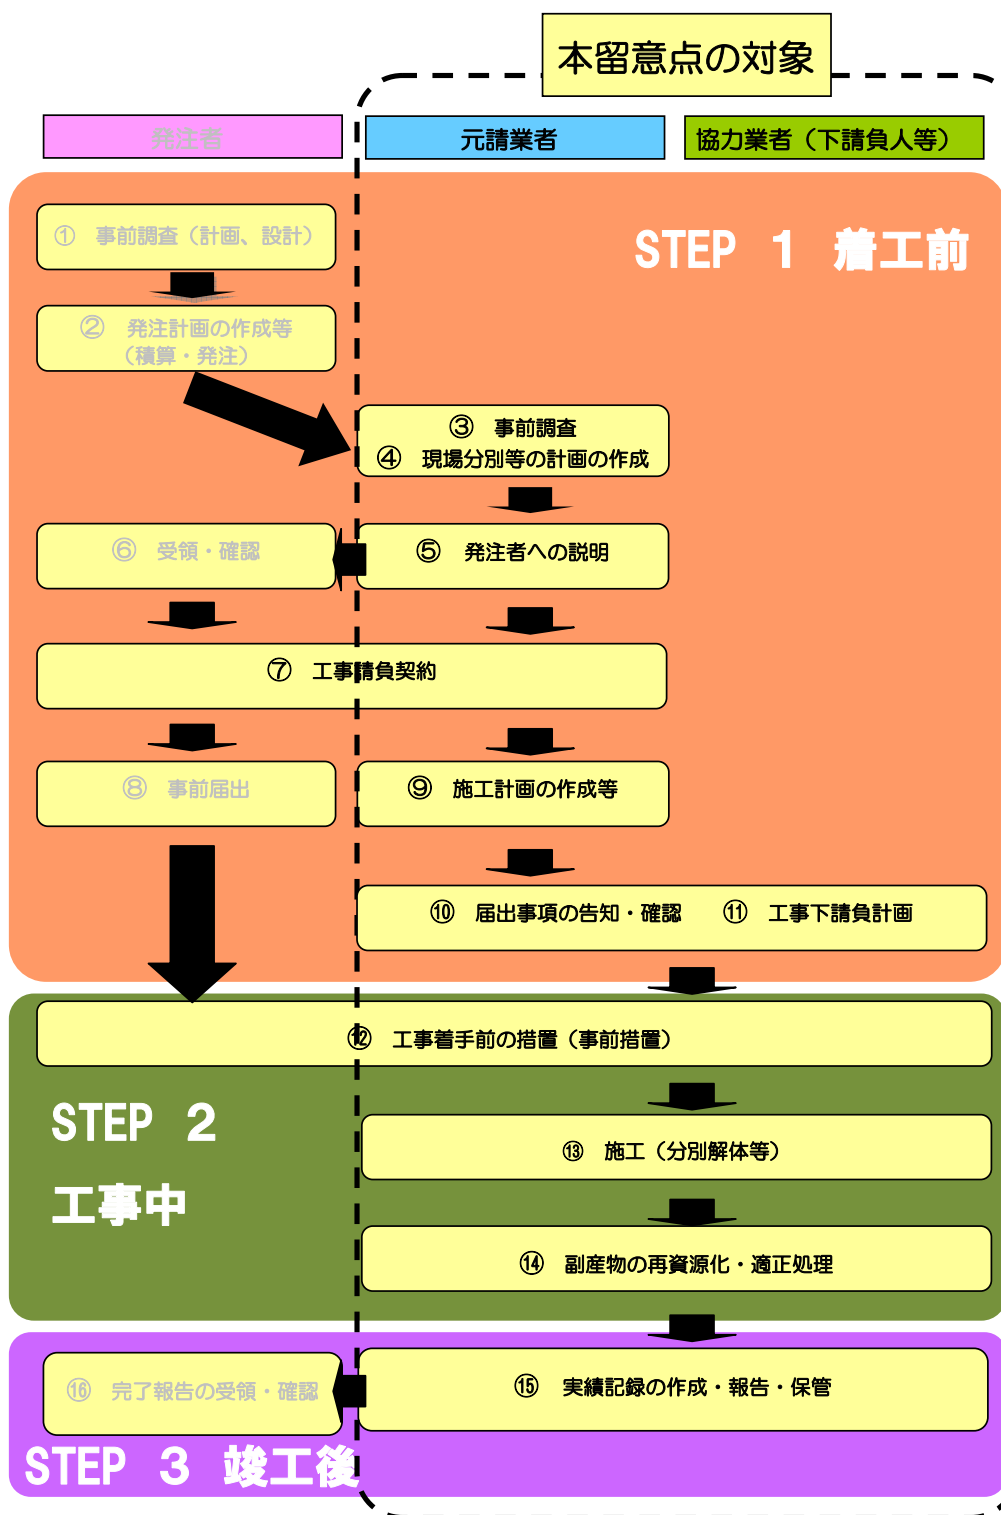 本留意点の対象
発注者
元請業者
協力業者（下請負人等）
STEP 1 着工前
① 事前調査（計画、設計）
② 発注計画の作成等
（積算・発注）
③ 事前調査
④ 現場分別等の計画の作成
⑥ 受領・確認
⑤ 発注者への説明
⑦ 工事請負契約
⑧ 事前届出
⑨ 施工計画の作成等
⑩ 届出事項の告知・確認 ⑪ 工事下請負計画
⑫ 工事着手前の措置（事前措置）
STEP 2
工事中
⑬ 施工（分別解体等）
⑭ 副産物の再資源化・適正処理
⑯ 完了報告の受領・確認
⑮ 実績記録の作成・報告・保管
STEP 3 竣工後